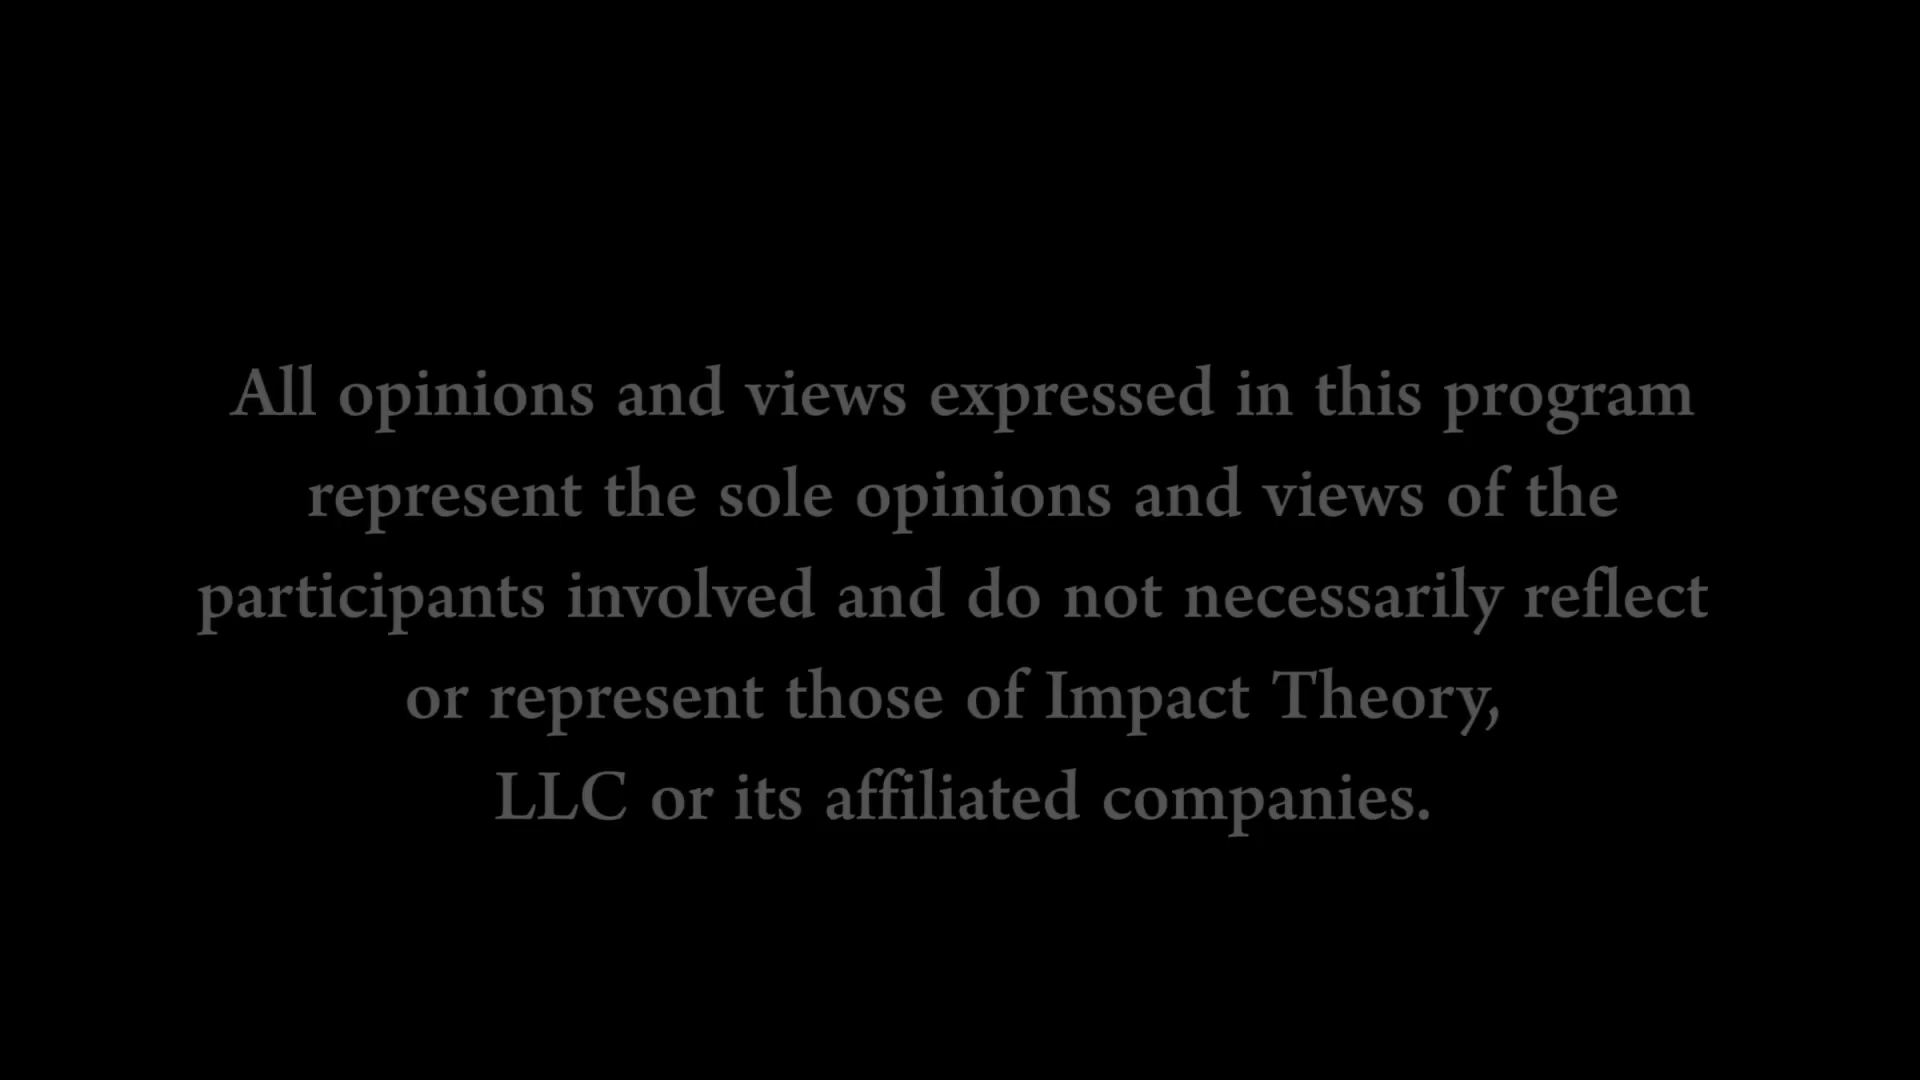 All opinions and views expressed in this program
represent the sole opinions and views of the
participants involved and do not necessarily reflect
or represent those of Impact Theory,
LLC or its affiliated companies.